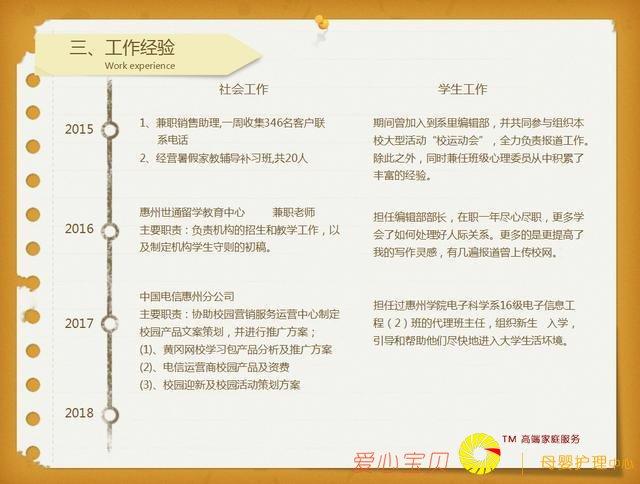 三、工作经验
Work experience
社会工作
学生工作
2015
1、兼职销售助理,一周收集346名客户联
系电话
2、经营暑假家教辅导补习班,共20人
期间曾加入到系里编辑部，并共同参与组织本
校大型活动“校运动会”，全力负责报道工作。
除此之外，同时兼任班级心理委员从中积累了
丰富的经验。
2016
惠州世通留学教育中心 兼职老师
主要职责：负责机构的招生和教学工作，以
及制定机构学生守则的初稿。
担任编辑部部长，在职一年尽心尽职，更多学
会了如何处理好人际关系。更多的是更提高了
我的写作灵感，有几遍报道曾上传校网。
2017
中国电信惠州分公司
主要职责：协助校园营销服务运营中心制定
校园产品文案策划，并进行推广方案；
(1)、黄冈网校学习包产品分析及推广方案
(2)、电信运营商校园产品及资费
(3)、校园迎新及校园活动策划方案
担任过惠州学院电子科学系16级电子信息工
程（2）班的代理班主任，组织新生 入学，
引导和帮助他们尽快地进入大学生活坏境。
2018
爱心宝贝
TM 高端家庭服务
母婴护理中心